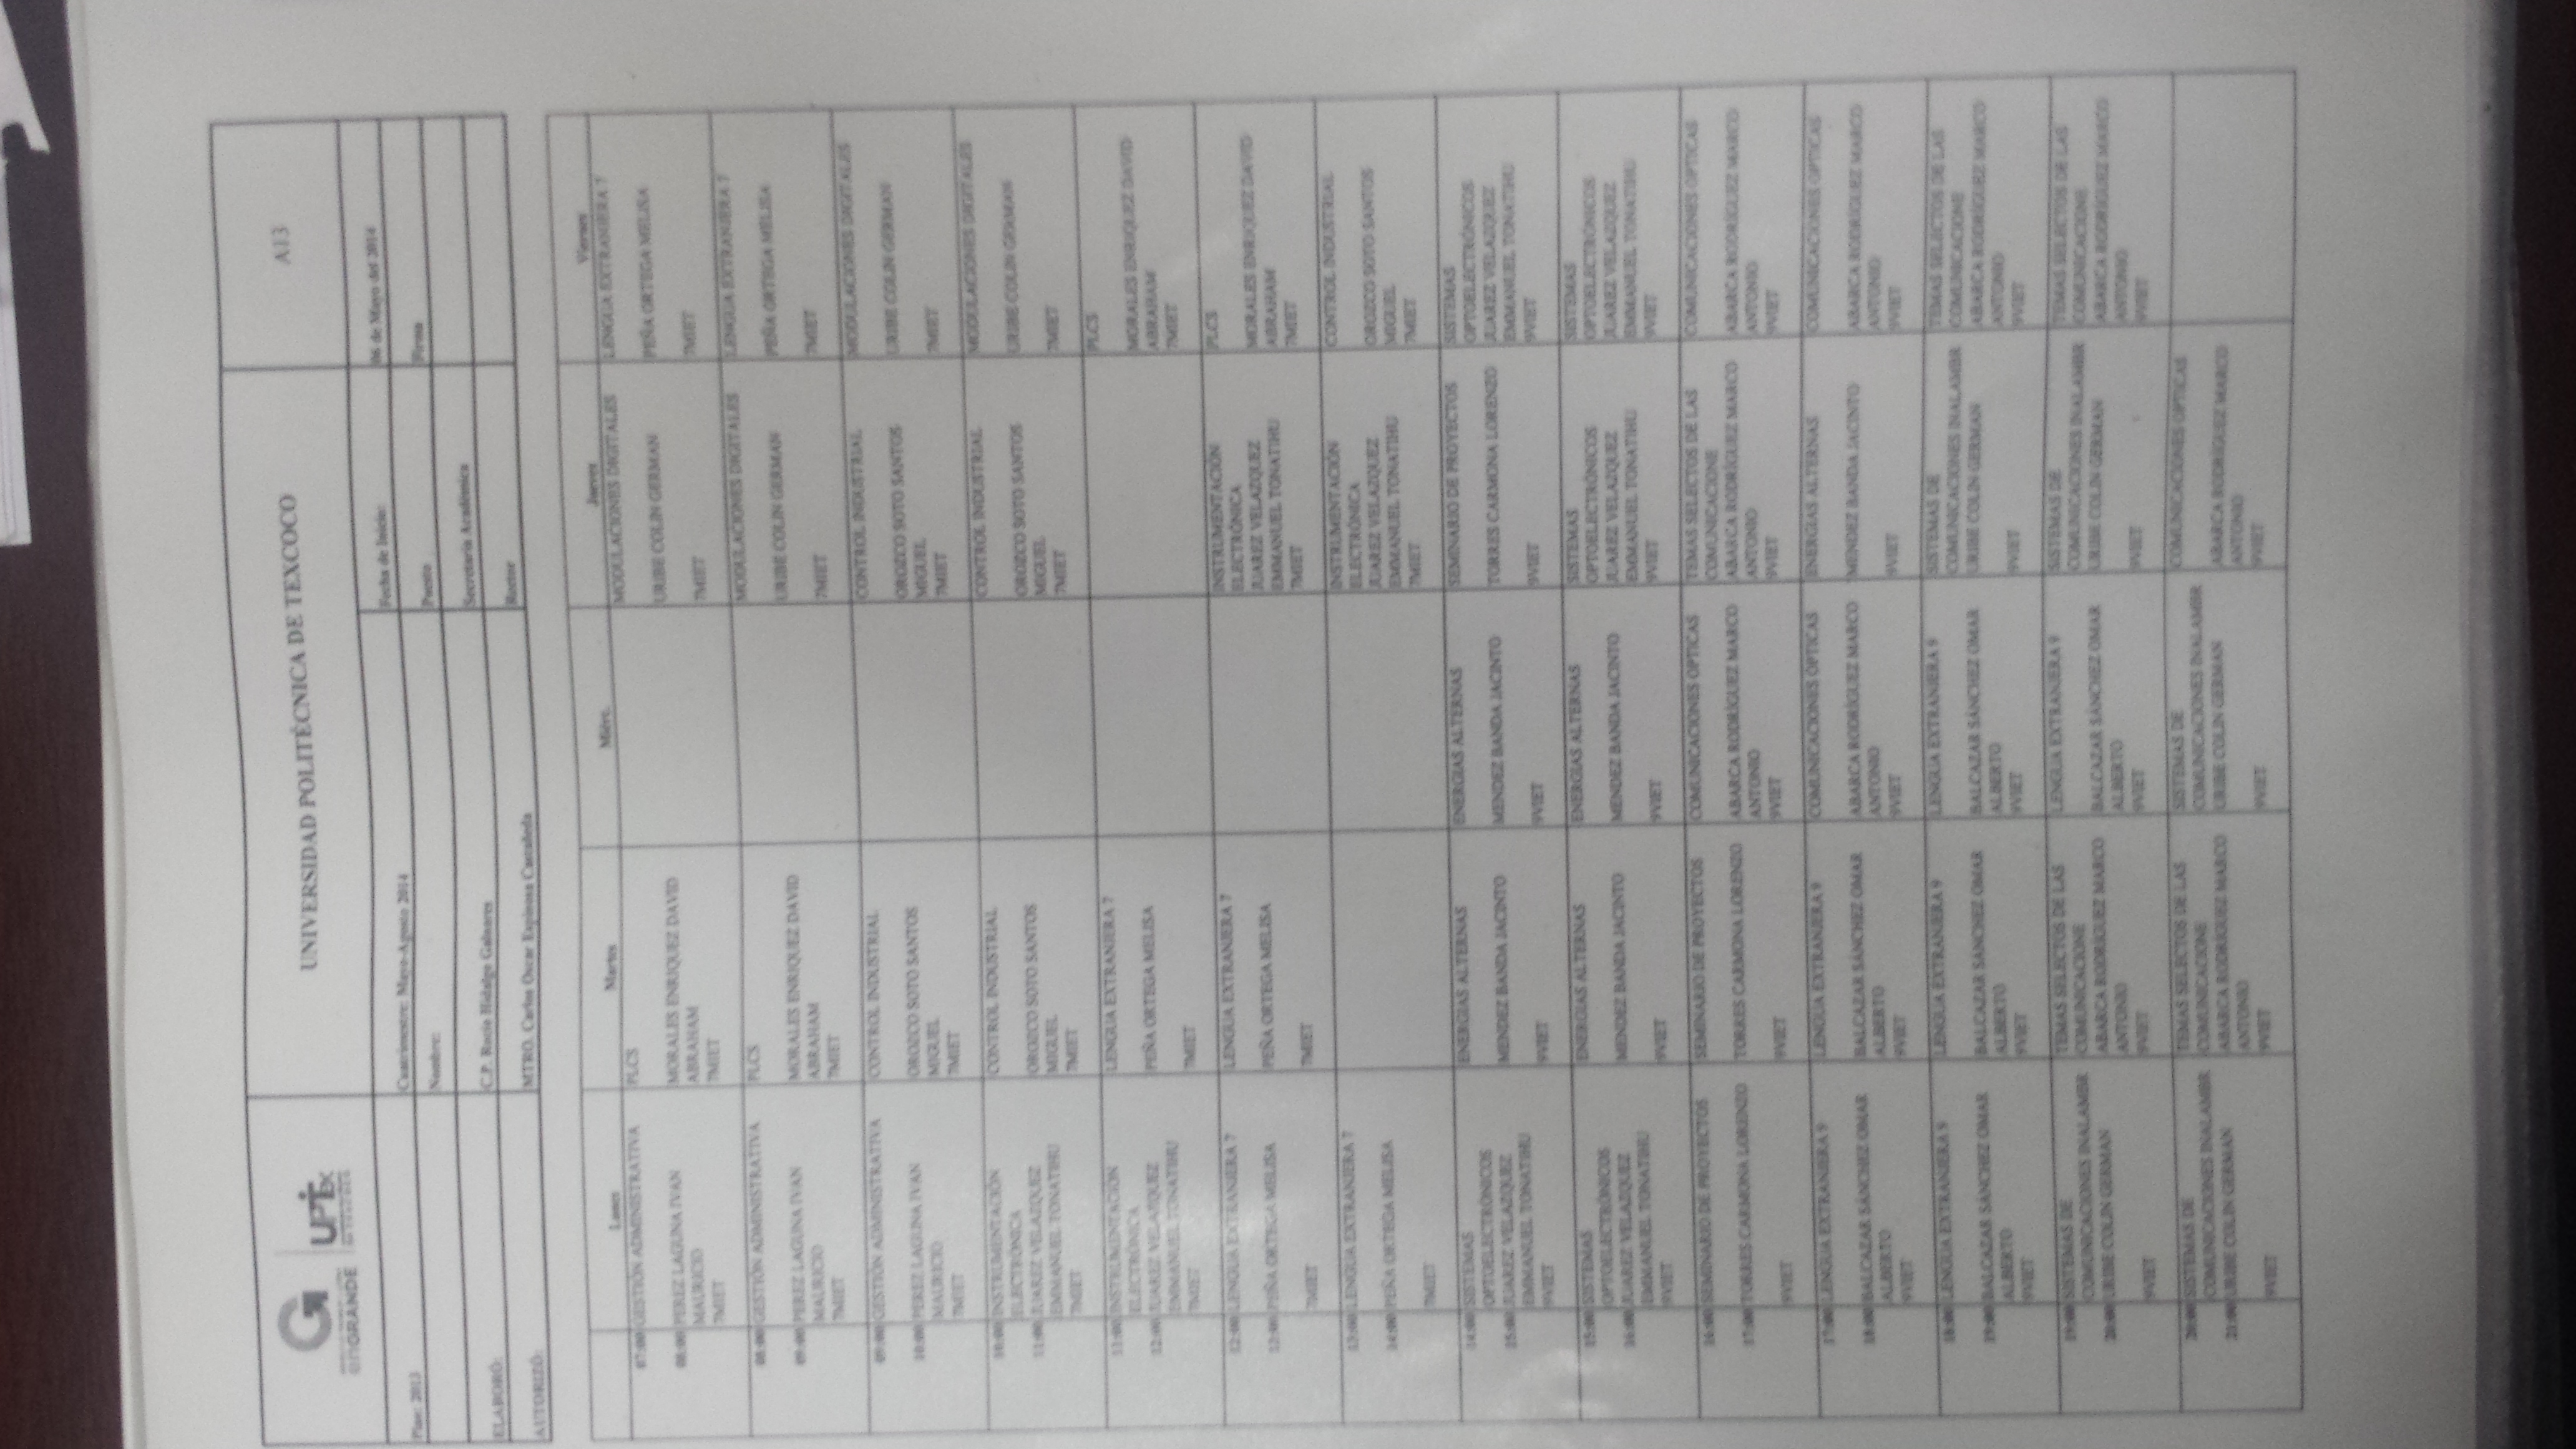 enGRANDE
UPTex
UNIVERSIDAD POLITÉCNICA DE TEXCOCO
A13
Plan: 2013
Cuatrimestre: Mayo-Agosto 2014
Fecha de Inicio:
06 de Mayo del 2014
Nombre:
Puesto
Firma
ELABORÓ:
C.P. Rocío Hidalgo
Secretaría Académica
AUTORIZÓ:
MTRO. Carlos Oscar Espinosa Castañeda
Rector
Lunes
Martes
Miérc.
Jueves
Viernes
07:00
08:00
GESTIÓN ADMINISTRATIVA
PEREZ LAGUNA IVAN
MAURICIO
7MIET
PLCS
MORALES ENRIQUEZ DAVID
ABRAHAM
7MIET
MODULACIONES DIGITALES
URIBE COLIN GERMAN
7MIET
LENGUA EXTRANJERA 7
PEÑA ORTEGA MELISA
7MIET
08:00
09:00
GESTIÓN ADMINISTRATIVA
PEREZ LAGUNA IVAN
MAURICIO
7MIET
PLCS
MORALES ENRIQUEZ DAVID
ABRAHAM
7MIET
MODULACIONES DIGITALES
URIBE COLIN GERMAN
7MIET
LENGUA EXTRANJERA 7
PEÑA ORTEGA MELISA
7MIET
09:00
10:00
GESTIÓN ADMINISTRATIVA
PEREZ LAGUNA IVAN
MAURICIO
7MIET
CONTROL INDUSTRIAL
OROZCO SOTO SANTOS
MIGUEL
7MIET
CONTROL INDUSTRIAL
OROZCO SOTO SANTOS
MIGUEL
7MIET
MODULACIONES DIGITALES
URIBE COLIN GERMAN
7MIET
10:00
11:00
INSTRUMENTACIÓN
ELECTRÓNICA
JUAREZ VELAZQUEZ
EMMANUEL TONATIHU
7MIET
CONTROL INDUSTRIAL
OROZCO SOTO SANTOS
MIGUEL
7MIET
CONTROL INDUSTRIAL
OROZCO SOTO SANTOS
MIGUEL
7MIET
MODULACIONES DIGITALES
URIBE COLIN GERMAN
7MIET
11:00
12:00
INSTRUMENTACIÓN
ELECTRÓNICA
JUAREZ VELAZQUEZ
EMMANUEL TONATIHU
7MIET
LENGUA EXTRANJERA 7
PEÑA ORTEGA MELISA
7MIET
PLCS
MORALES ENRIQUEZ DAVID
ABRAHAM
7MIET
12:00
13:00
LENGUA EXTRANJERA 7
PEÑA ORTEGA MELISA
7MIET
LENGUA EXTRANJERA 7
PEÑA ORTEGA MELISA
7MIET
INSTRUMENTACIÓN
ELECTRÓNICA
JUAREZ VELAZQUEZ
EMMANUEL TONATIHU
7MIET
PLCS
MORALES ENRIQUEZ DAVID
ABRAHAM
7MIET
13:00
14:00
LENGUA EXTRANJERA 7
PEÑA ORTEGA MELISA
7MIET
INSTRUMENTACIÓN
ELECTRÓNICA
JUAREZ VELAZQUEZ
EMMANUEL TONATIHU
7MIET
CONTROL INDUSTRIAL
OROZCO SOTO SANTOS
MIGUEL
7MIET
14:00
15:00
SISTEMAS
OPTOELECTRÓNICOS
JUAREZ VELAZQUEZ
EMMANUEL TONATIHU
9VIET
ENERGIAS ALTERNAS
MENDEZ BANDA JACINTO
9VIET
ENERGIAS ALTERNAS
MENDEZ BANDA JACINTO
9VIET
SEMINARIO DE PROYECTOS
TORRES CARMONA LORENZO
9VIET
SISTEMAS
OPTOELECTRÓNICOS
JUAREZ VELAZQUEZ
EMMANUEL TONATIHU
9VIET
15:00
16:00
SISTEMAS
OPTOELECTRÓNICOS
JUAREZ VELAZQUEZ
EMMANUEL TONATIHU
9VIET
ENERGIAS ALTERNAS
MENDEZ BANDA JACINTO
9VIET
ENERGIAS ALTERNAS
MENDEZ BANDA JACINTO
9VIET
SISTEMAS
OPTOELECTRÓNICOS
JUAREZ VELAZQUEZ
EMMANUEL TONATIHU
9VIET
SISTEMAS
OPTOELECTRÓNICOS
JUAREZ VELAZQUEZ
EMMANUEL TONATIHU
9VIET
16:00
17:00
SEMINARIO DE PROYECTOS
TORRES CARMONA LORENZO
9VIET
SEMINARIO DE PROYECTOS
TORRES CARMONA LORENZO
9VIET
COMUNICACIONES OPTICAS
ABARCA RODRÍGUEZ MARCO
ANTONIO
9VIET
TEMAS SELECTOS DE LAS
COMUNICACIONE
ABARCA RODRÍGUEZ MARCO
ANTONIO
9VIET
COMUNICACIONES OPTICAS
ABARCA RODRÍGUEZ MARCO
ANTONIO
9VIET
17:00
18:00
LENGUA EXTRANJERA 9
BALCAZAR SÁNCHEZ OMAR
ALBERTO
9VIET
LENGUA EXTRANJERA 9
BALCAZAR SÁNCHEZ OMAR
ALBERTO
9VIET
COMUNICACIONES OPTICAS
ABARCA RODRÍGUEZ MARCO
ANTONIO
9VIET
ENERGIAS ALTERNAS
MENDEZ BANDA JACINTO
9VIET
COMUNICACIONES OPTICAS
ABARCA RODRÍGUEZ MARCO
ANTONIO
9VIET
18:00
19:00
LENGUA EXTRANJERA 9
BALCAZAR SÁNCHEZ OMAR
ALBERTO
9VIET
LENGUA EXTRANJERA 9
BALCAZAR SÁNCHEZ OMAR
ALBERTO
9VIET
LENGUA EXTRANJERA 9
BALCAZAR SÁNCHEZ OMAR
ALBERTO
9VIET
SISTEMAS DE
COMUNICACIONES INALAMBR
URIBE COLIN GERMAN
9VIET
TEMAS SELECTOS DE LAS
COMUNICACIONE
ABARCA RODRÍGUEZ MARCO
ANTONIO
9VIET
19:00
20:00
SISTEMAS DE
COMUNICACIONES INALAMBR
URIBE COLIN GERMAN
9VIET
TEMAS SELECTOS DE LAS
COMUNICACIONE
ABARCA RODRÍGUEZ MARCO
ANTONIO
9VIET
LENGUA EXTRANJERA 9
BALCAZAR SÁNCHEZ OMAR
ALBERTO
9VIET
SISTEMAS DE
COMUNICACIONES INALAMBR
URIBE COLIN GERMAN
9VIET
TEMAS SELECTOS DE LAS
COMUNICACIONE
ABARCA RODRÍGUEZ MARCO
ANTONIO
9VIET
20:00
21:00
SISTEMAS DE
COMUNICACIONES INALAMBR
URIBE COLIN GERMAN
9VIET
TEMAS SELECTOS DE LAS
COMUNICACIONE
ABARCA RODRÍGUEZ MARCO
ANTONIO
9VIET
SISTEMAS DE
COMUNICACIONES INALAMBR
URIBE COLIN GERMAN
9VIET
COMUNICACIONES OPTICAS
ABARCA RODRÍGUEZ MARCO
ANTONIO
9VIET